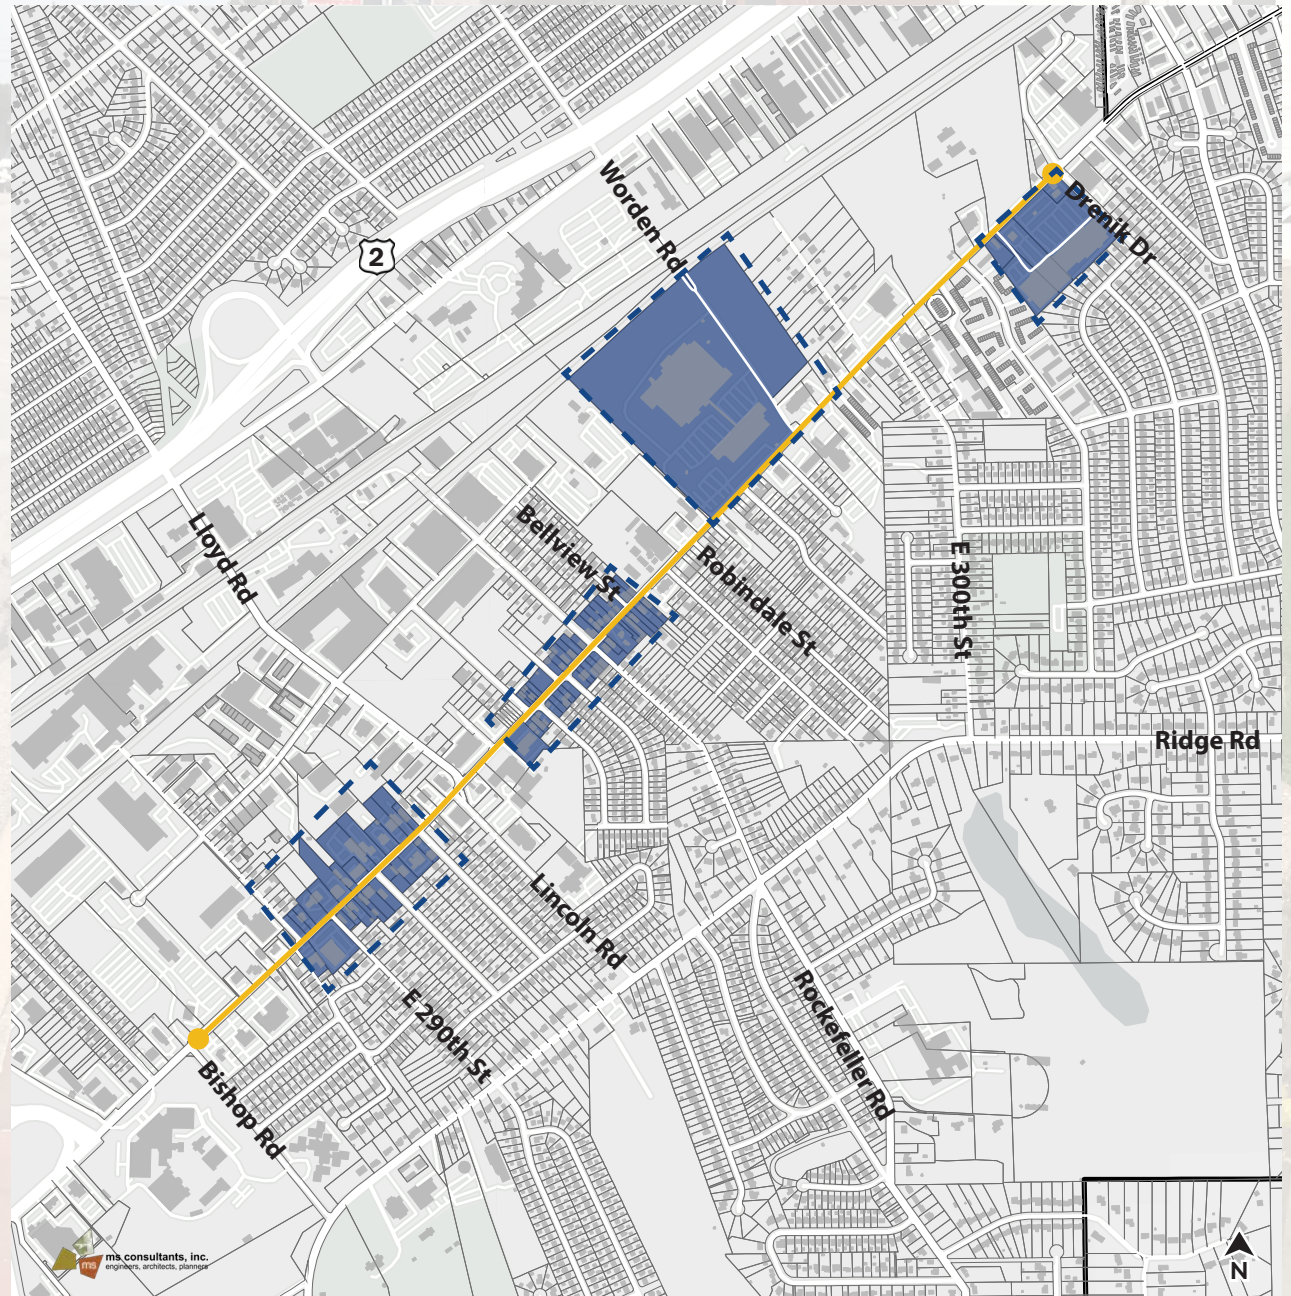 Worden Rd
Drenik Dr
2
Lloyd Rd
Bellview St
Robindale St
E 300th St
Ridge Rd
Lincoln Rd
E 290th St
Rockefeller Rd
Bishop Rd
ms
ms consultants, inc.
engineers, architects, planners
N